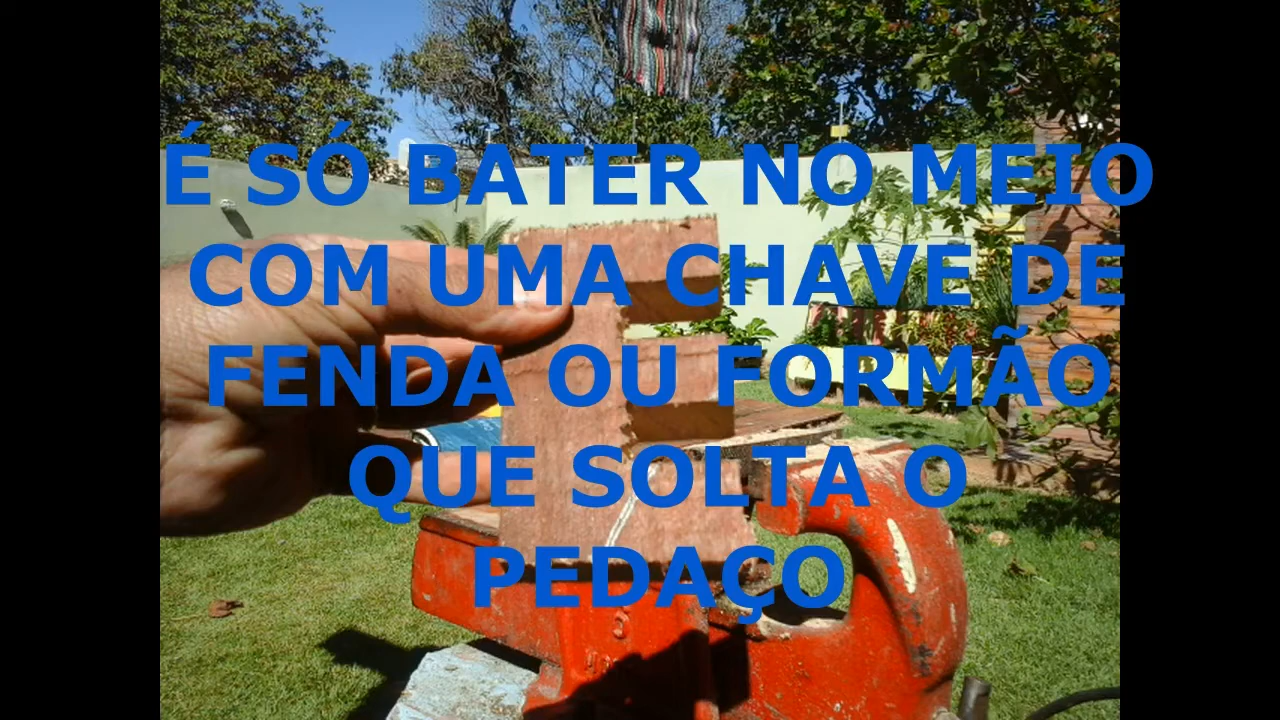 É SÓ BATER NO MEIO
COM UMA CHAVE DE
FENDA OU FORMÃO
QUE SOLTA O
PEDAÇO